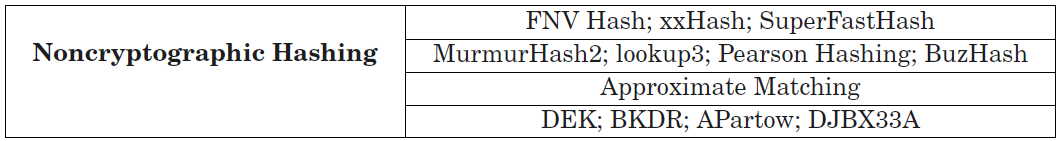 FNV Hash; xxHash; SuperFastHash
Noncryptographic Hashing
MurmurHash2; lookup3; Pearson Hashing; BuzHash
Approximate Matching
DEK; BKDR; APartow; DJBX33A